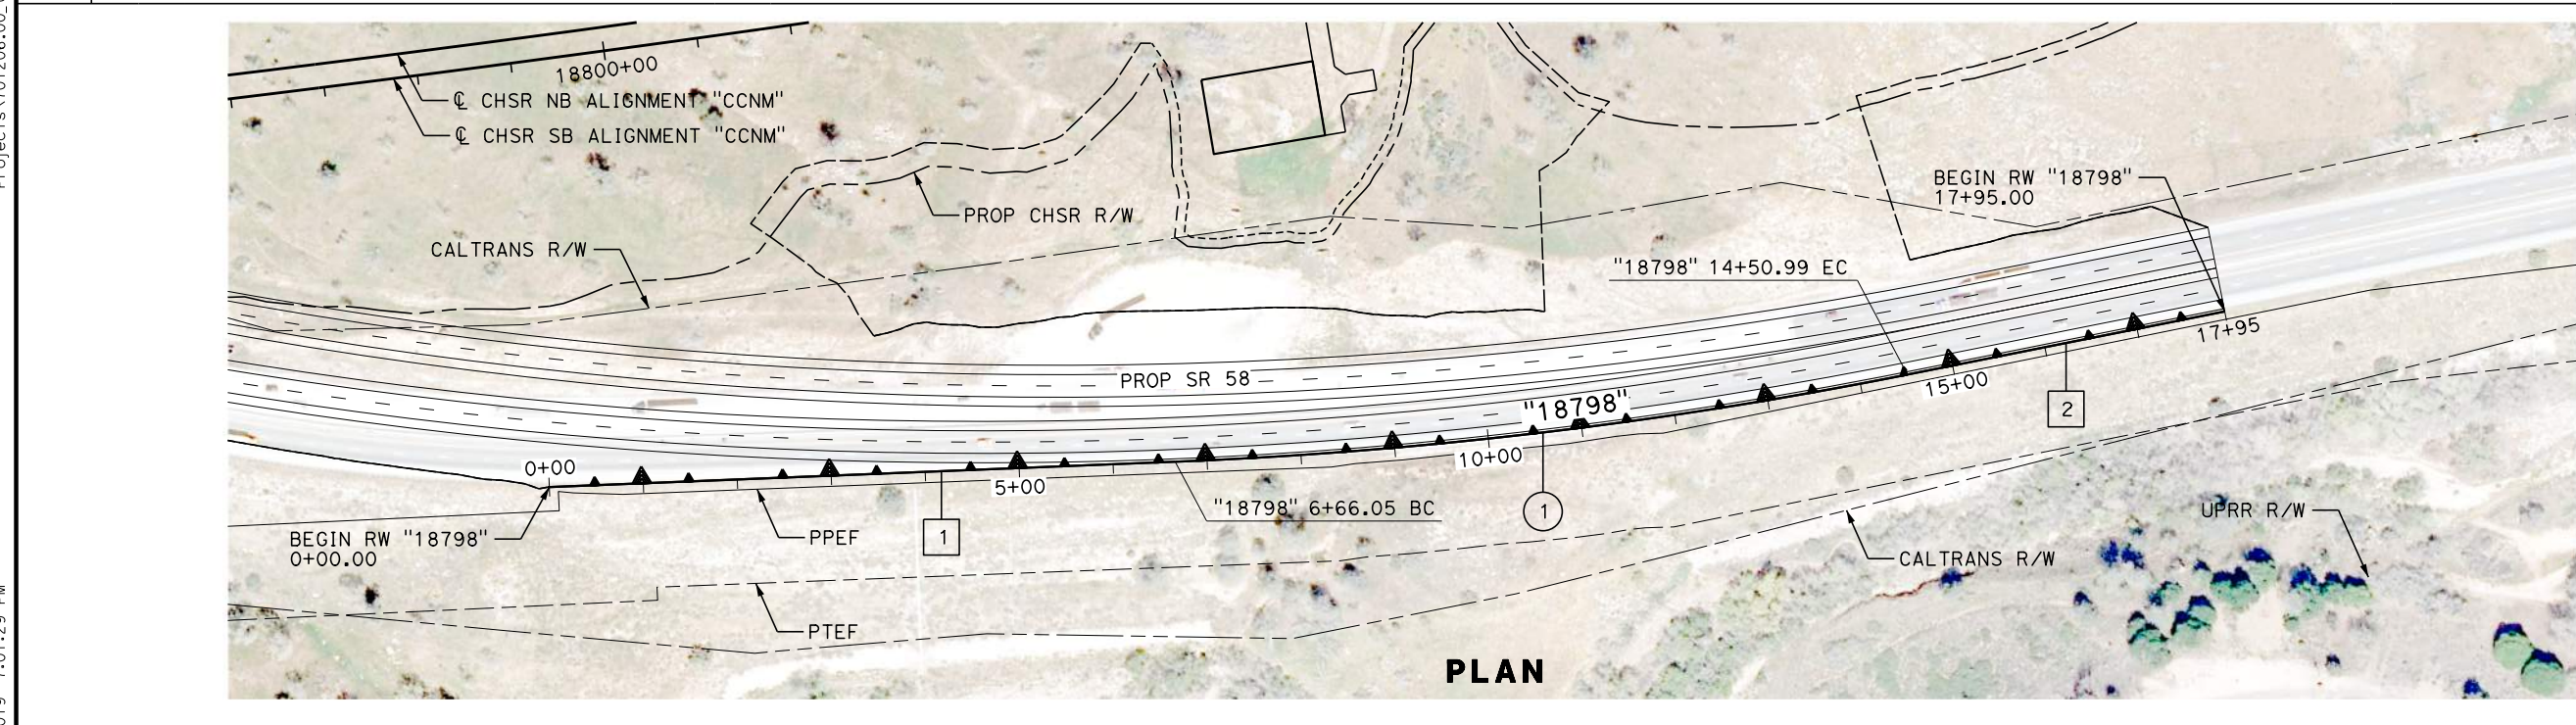 18800+00
℄ CHSR NB ALIGNMENT "CCNM"
℄ CHSR SB ALIGNMENT "CCNM"
PROP CHSR R/W
CALTRANS R/W
BEGIN RW "18798"
17+95.00
"18798" 14+50.99 EC
17+95
PROP SR 58
15+00
"18798"
2
0+00
10+00
5+00
"18798" 6+66.05 BC
1
1
BEGIN RW "18798"
0+00.00
PPEF
UPRR R/W
CALTRANS R/W
PTEF
PLAN